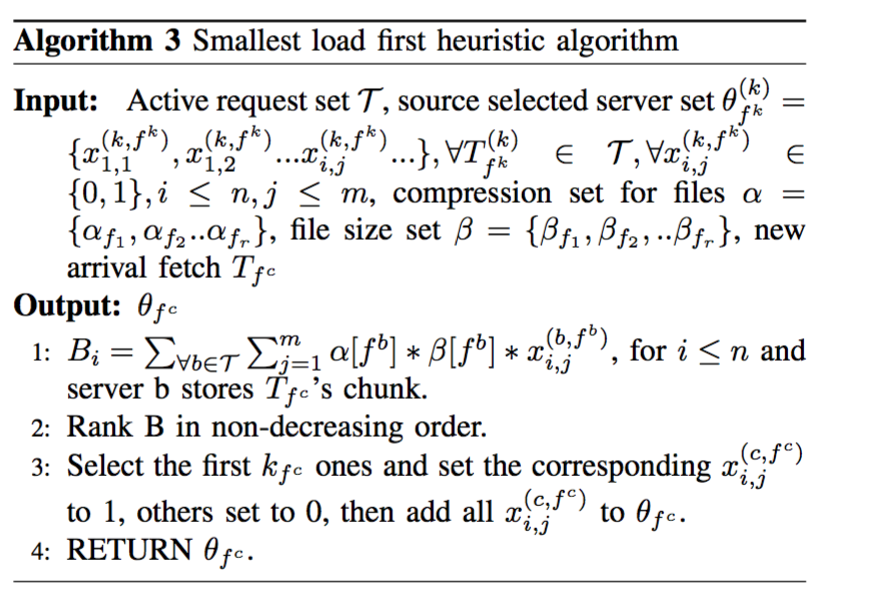 Algorithm 3 Smallest load first heuristic algorithm
Input: Active request set $\mathcal{T}$, source selected server set $\theta_{f^k}^{(k)}$ =
$\{x_{1,1}^{(k,f^k)}, x_{1,2}^{(k,f^k)} ... x_{i,j}^{(k,f^k)} ...\}, \forall T_{f^k}^{(k)} \in \mathcal{T}, \forall x_{i,j}^{(k,f^k)} \in$
$\{0, 1\}, i \leq n, j \leq m$, compression set for files $\alpha$ =
$\{\alpha_{f_1}, \alpha_{f_2} .. \alpha_{f_r}\}$, file size set $\beta = \{\beta_{f_1}, \beta_{f_2}, .. \beta_{f_r}\}$, new
arrival fetch $T_{f^c}$
Output: $\theta_{f^c}$
1: $B_i = \sum_{\forall b \in \mathcal{T}} \sum_{j=1}^{m} \alpha[f^b] * \beta[f^b] * x_{i,j}^{(b,f^b)}$, for $i \leq n$ and
server b stores $T_{f^c}$'s chunk.
2: Rank B in non-decreasing order.
3: Select the first $k_{f^c}$ ones and set the corresponding $x_{i,j}^{(c,f^c)}$
to 1, others set to 0, then add all $x_{i,j}^{(c,f^c)}$ to $\theta_{f^c}$.
4: RETURN $\theta_{f^c}$.